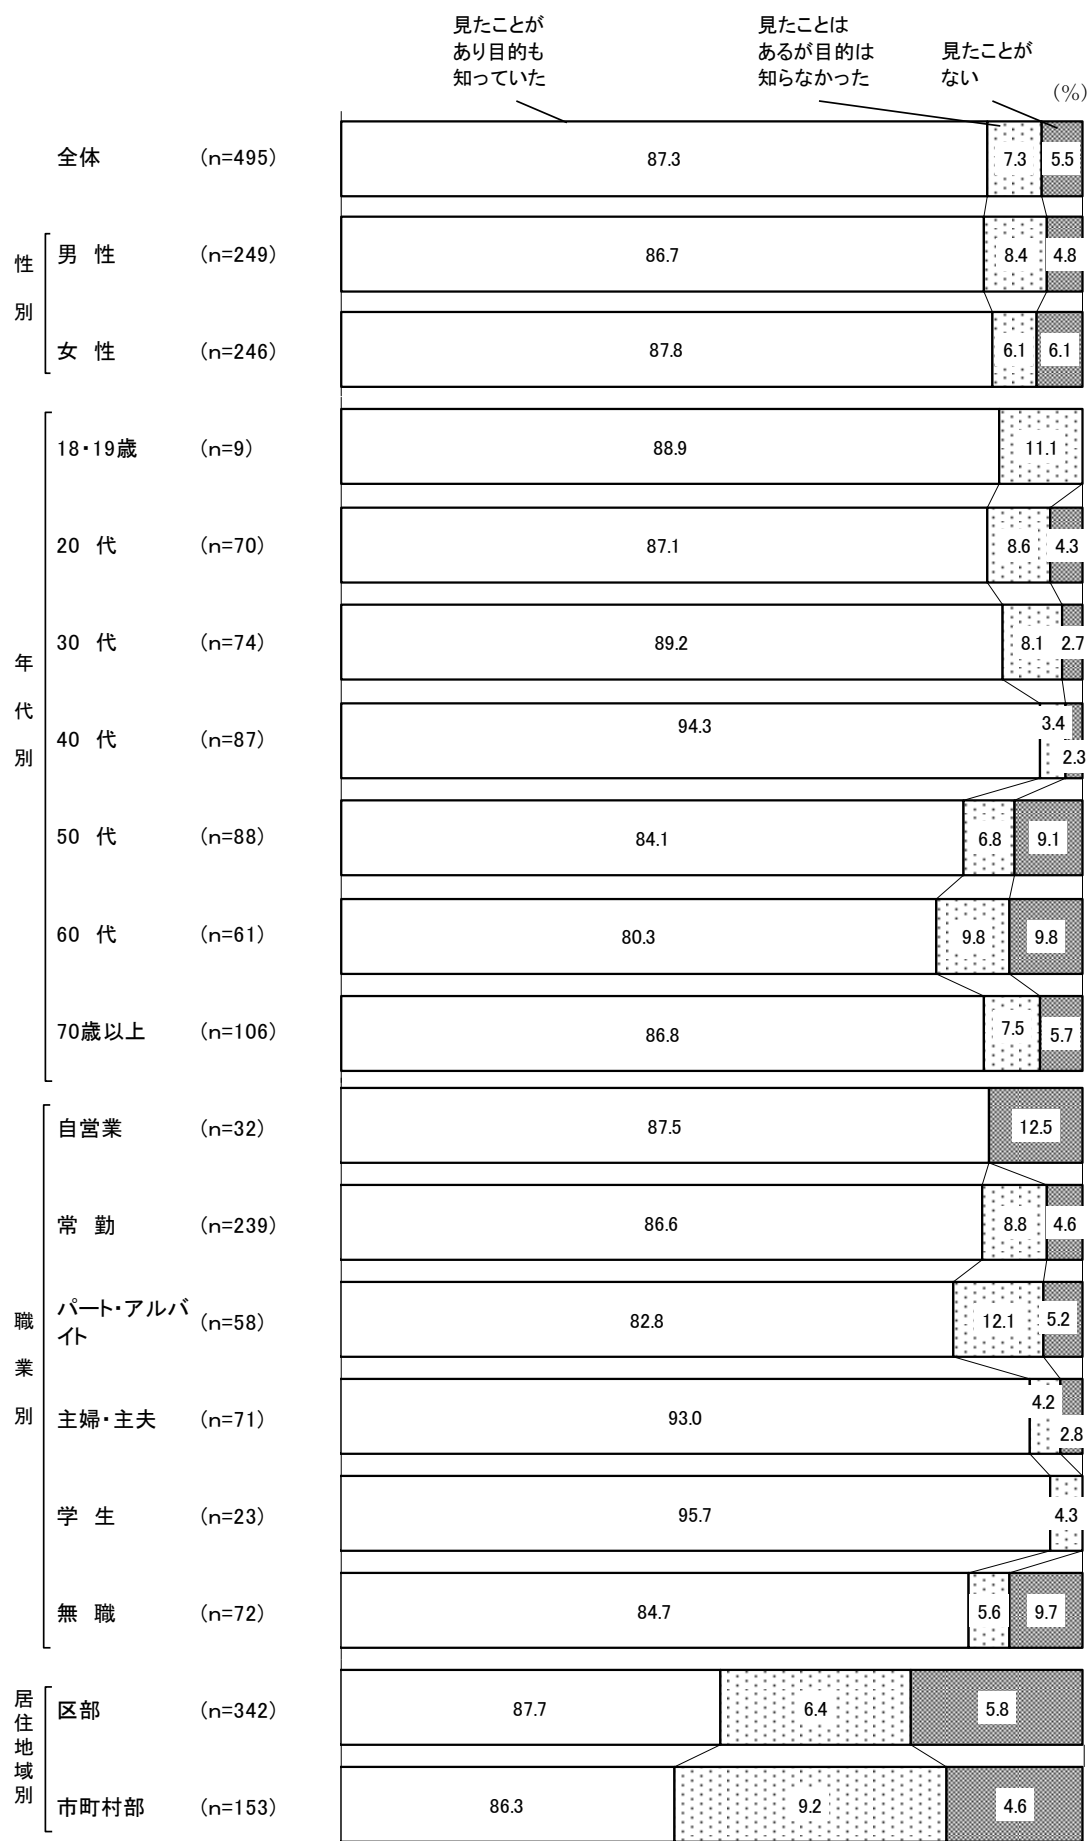 見たことが
あり目的も
知っていた
見たことは
あるが目的は
知らなかった
見たことが
ない
(%)
全体 (n=495) 87.3 7.3 5.5
性別
男 性 (n=249) 86.7 8.4 4.8
女 性 (n=246) 87.8 6.1 6.1
年代別
18・19歳 (n=9) 88.9 11.1
20 代 (n=70) 87.1 8.6 4.3
30 代 (n=74) 89.2 8.1 2.7
40 代 (n=87) 94.3 3.4 2.3
50 代 (n=88) 84.1 6.8 9.1
60 代 (n=61) 80.3 9.8 9.8
70歳以上 (n=106) 86.8 7.5 5.7
職業別
自営業 (n=32) 87.5 12.5
常 勤 (n=239) 86.6 8.8 4.6
パート・アルバ
イト (n=58) 82.8 12.1 5.2
主婦・主夫 (n=71) 93.0 4.2 2.8
学 生 (n=23) 95.7 4.3
無 職 (n=72) 84.7 5.6 9.7
居住地域別
区部 (n=342) 87.7 6.4 5.8
市町村部 (n=153) 86.3 9.2 4.6